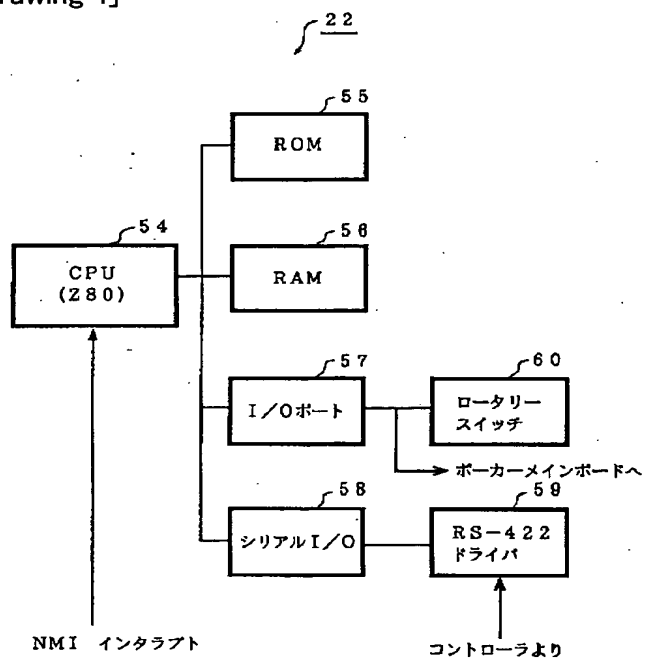 rawing 4]
22
55
ROM
54
CPU
(Z80)
56
RAM
57
I/Oポート
60
ロータリー
スイッチ
ポーカーメインボードへ
58
シリアルI/O
59
RS-422
ドライバ
NMI インタラプト
コントローラより